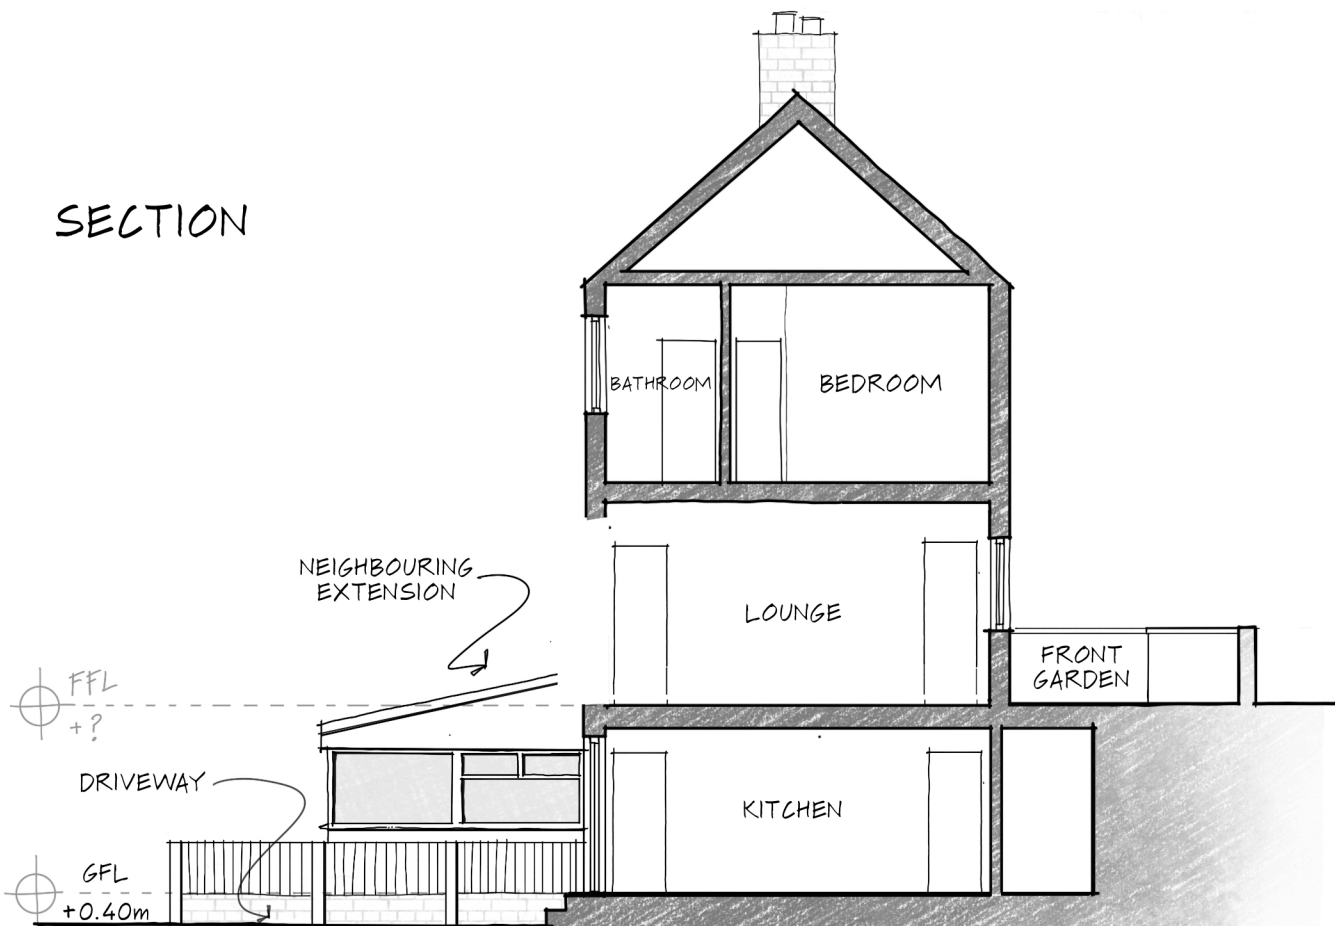 SECTION
BATHROOM
BEDROOM
NEIGHBOURING
EXTENSION
LOUNGE
FRONT
GARDEN
FFL
+ ?
DRIVEWAY
KITCHEN
GFL
+0.40m